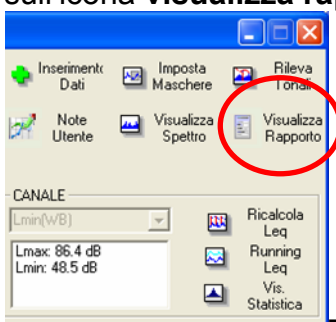 sull'icona Visualizza ra
Inserimento Imposta Rileva
Dati Maschere Tonali
Note Visualizza Visualizza
Utente Spettro Rapporto
CANALE
Lmin(WB)
Ricalcola
Leq
Lmax: 86.4 dB
Lmin: 48.5 dB
Running
Leq
Vis.
Statistica